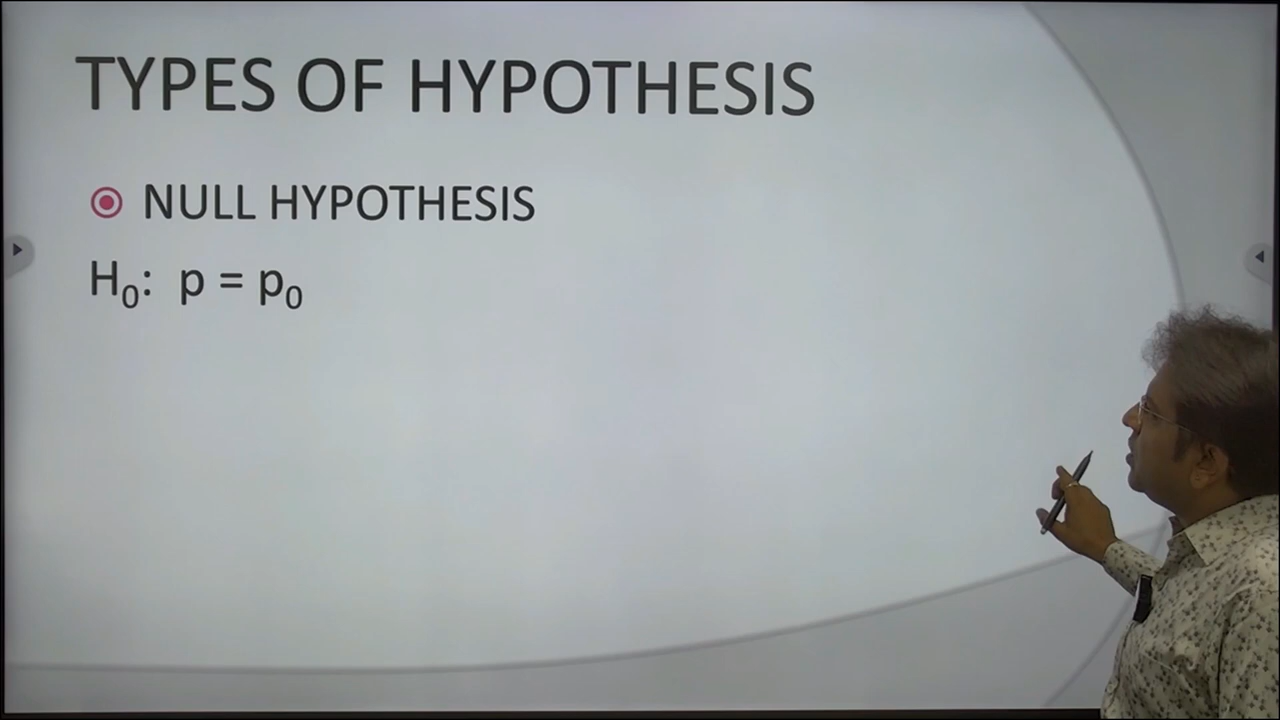 TYPES OF HYPOTHESIS
NULL HYPOTHESIS
H₀: p = p₀